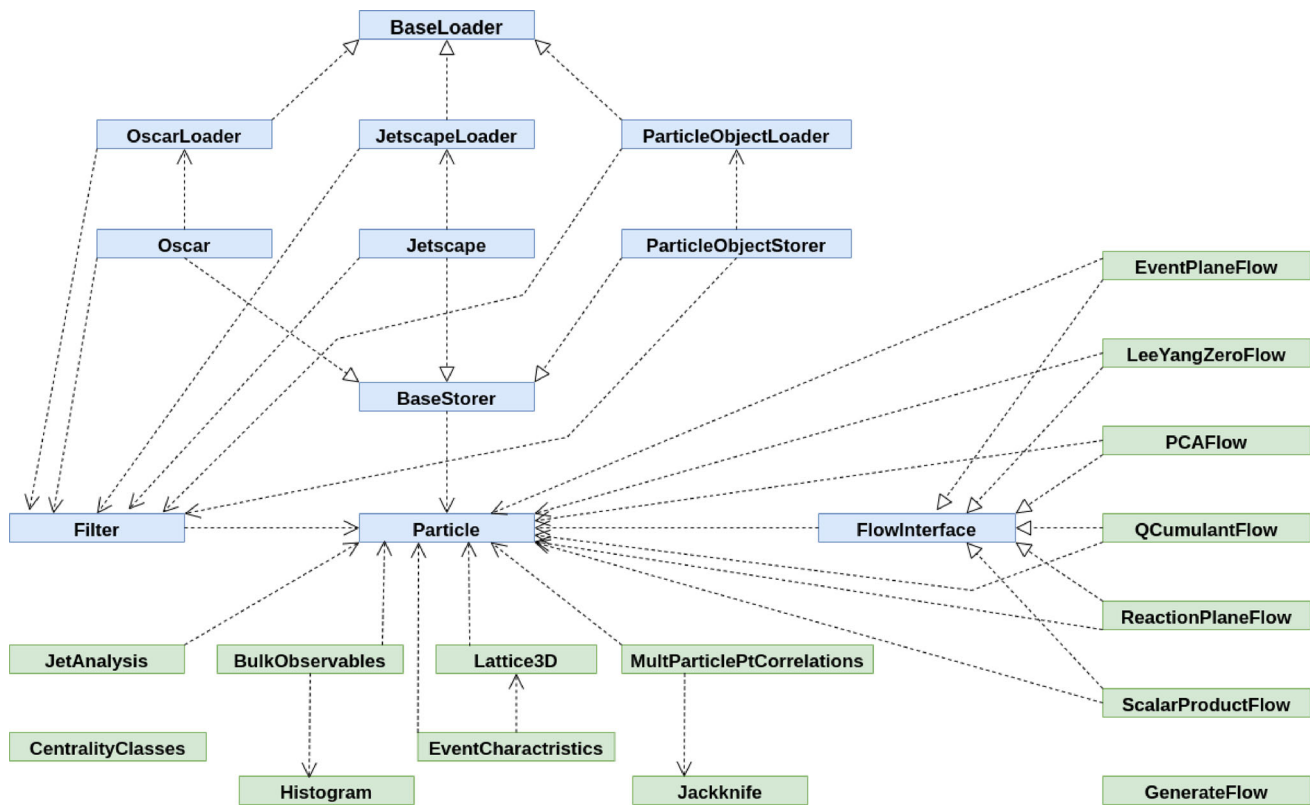 BaseLoader
OscarLoader
JetscapeLoader
ParticleObjectLoader
Oscar
Jetscape
ParticleObjectStorer
EventPlaneFlow
LeeYangZeroFlow
BaseStorer
PCAFlow
Filter
Particle
FlowInterface
QCumulantFlow
ReactionPlaneFlow
JetAnalysis
BulkObservables
Lattice3D
MultParticlePtCorrelations
ScalarProductFlow
CentralityClasses
EventCharactristics
Histogram
Jackknife
GenerateFlow